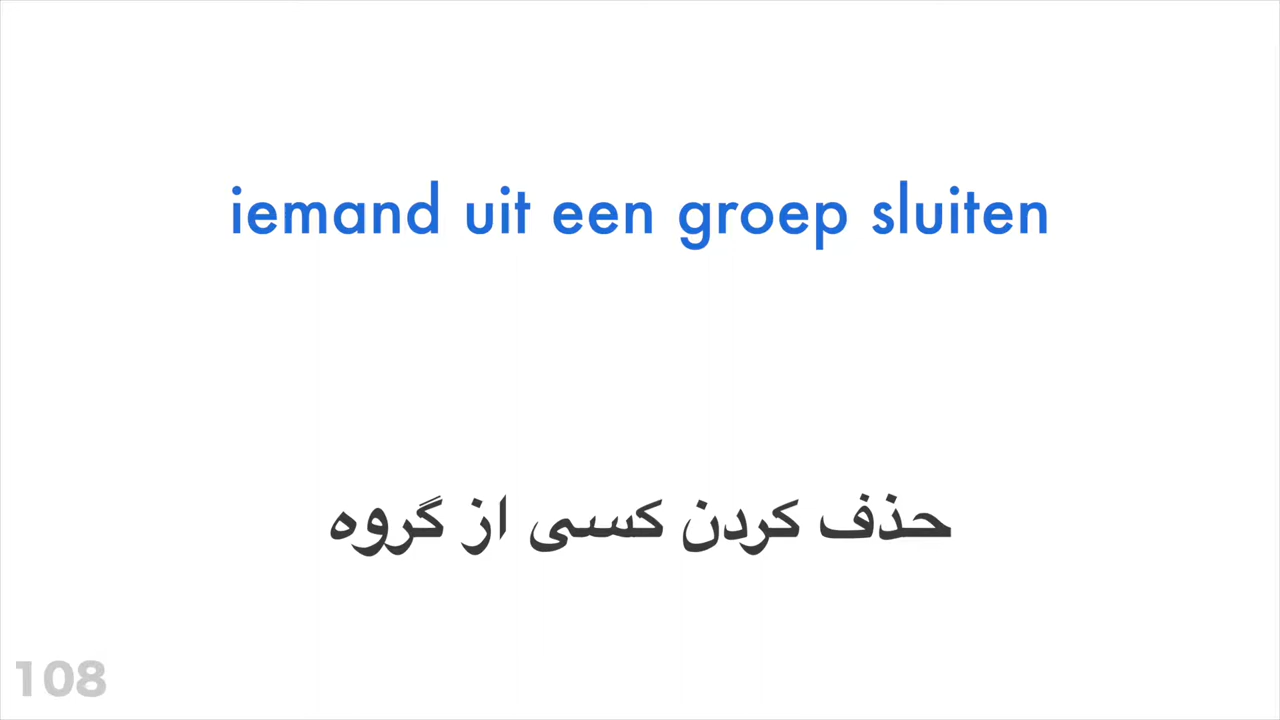 iemand uit een groep sluiten
حذف کردن کسی از گروه
108